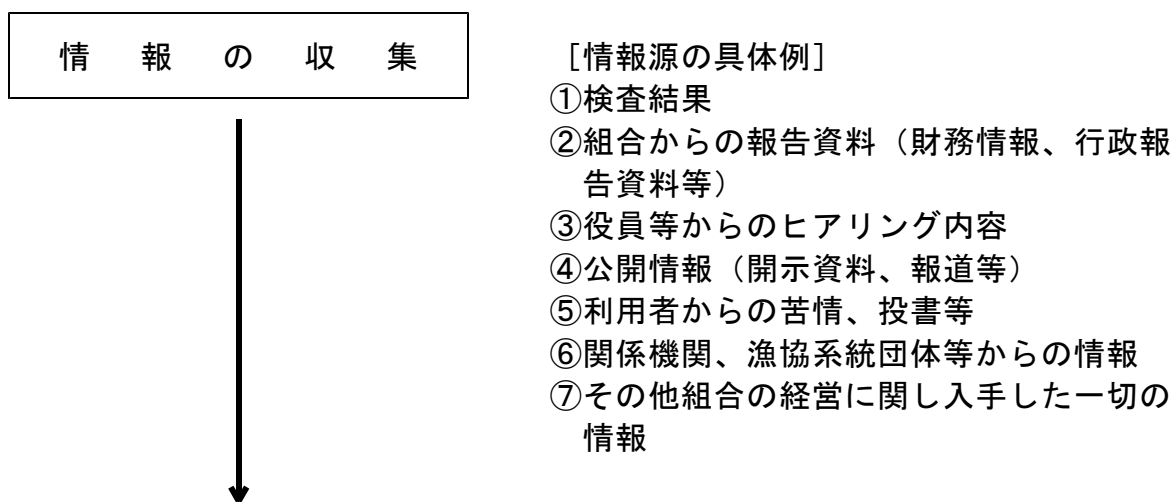 情報の収集
［情報源の具体例］
①検査結果
②組合からの報告資料（財務情報、行政報
告資料等）
③役員等からのヒアリング内容
④公開情報（開示資料、報道等）
⑤利用者からの苦情、投書等
⑥関係機関、漁協系統団体等からの情報
⑦その他組合の経営に関し入手した一切の
情報